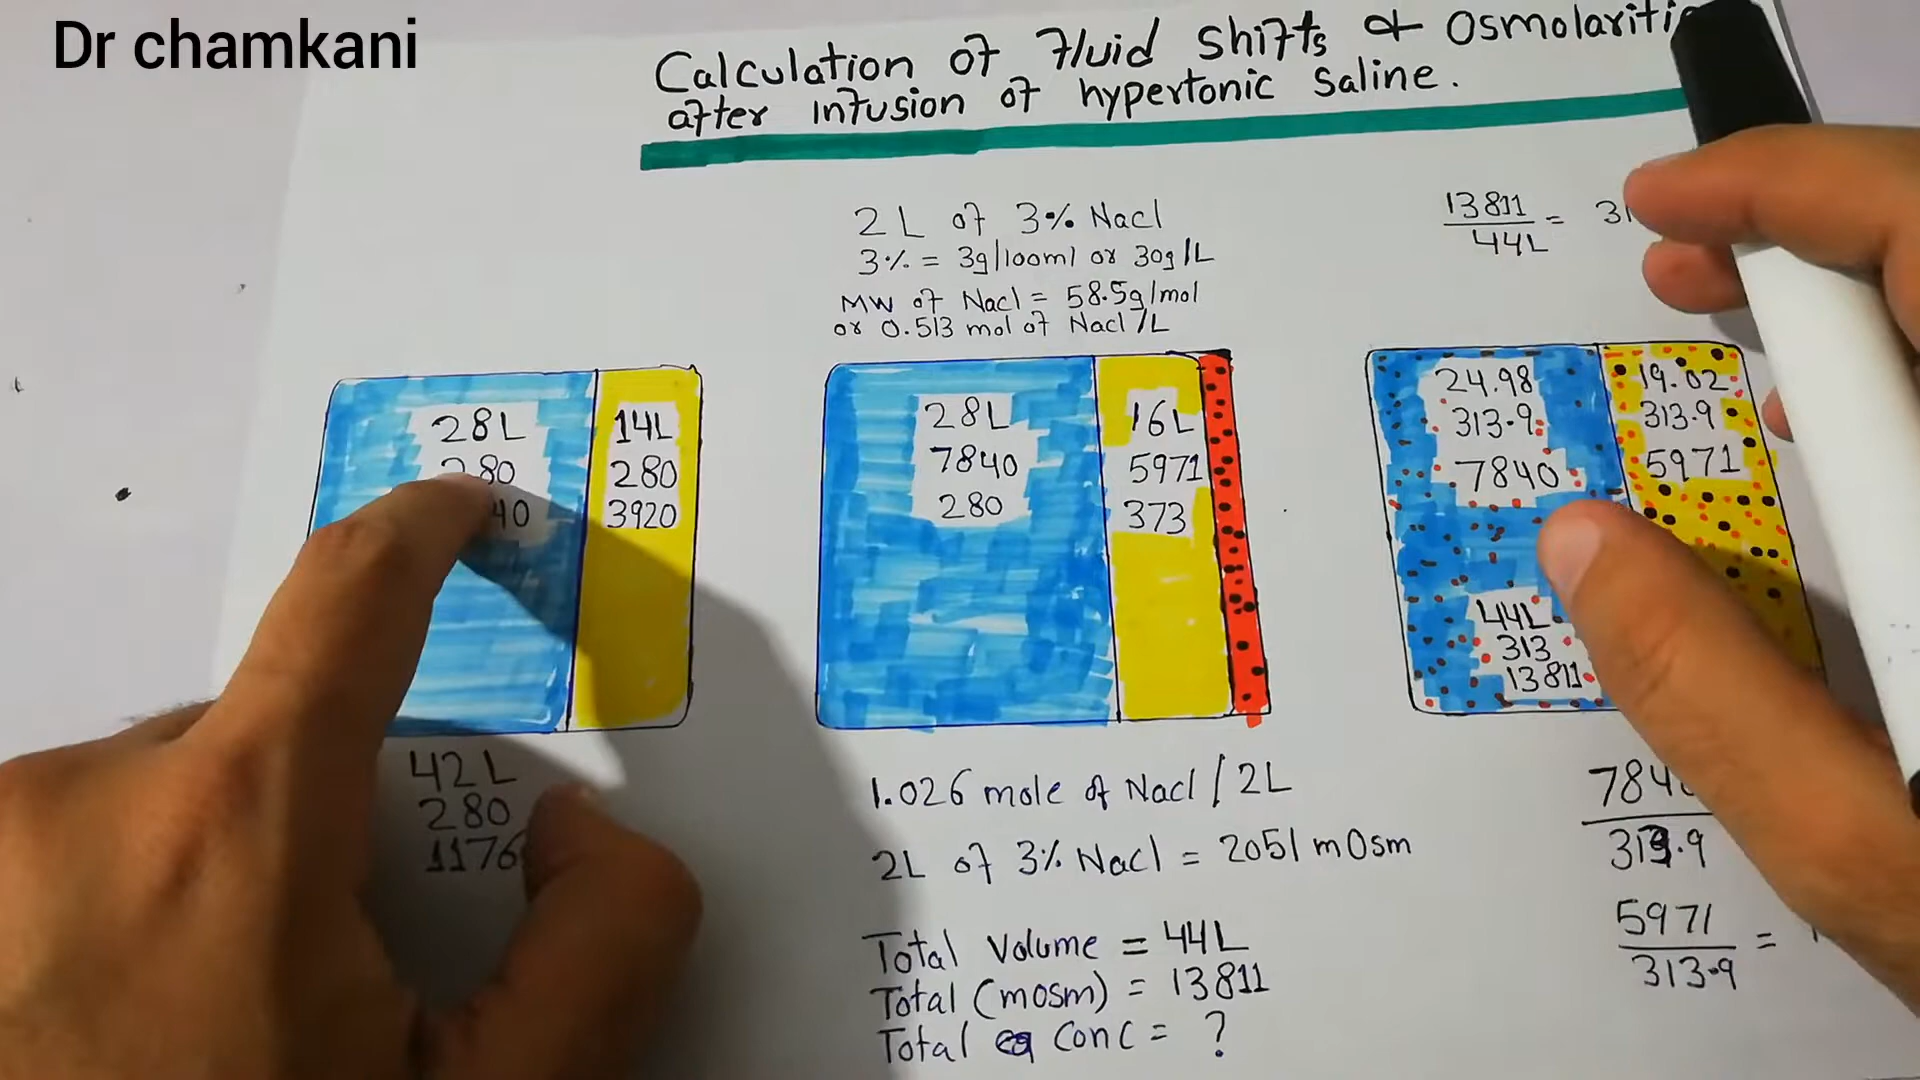 Dr chamkani
Calculation of Fluid Shifts & Osmolariti
after infusion of hypertonic Saline.
2 L of 3% Nacl
3% = 3g/100ml or 30g/L
MW of Nacl = 58.5g/mol
or 0.513 mol of Nacl/L
13811
44L
=
28L
14L
280
3920
42L
280
28L
7840
280
16L
5971
373
1.026 mole of Nacl / 2L
2L of 3% Nacl = 2051 mOsm
Total Volume = 44L
Total (mosm) = 13811
Total Conc = ?
24.98
313.9
7840
19.02
313.9
5971
44L
313
13811
313.9
5971
313.9
=